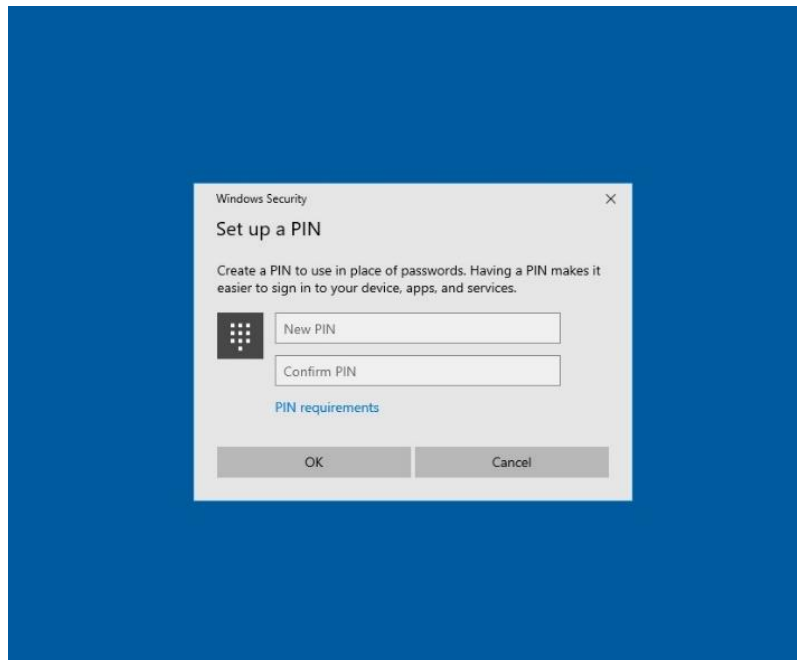 Windows Security
Set up a PIN
Create a PIN to use in place of passwords. Having a PIN makes it
easier to sign in to your device, apps, and services.
New PIN
Confirm PIN
PIN requirements
OK
Cancel